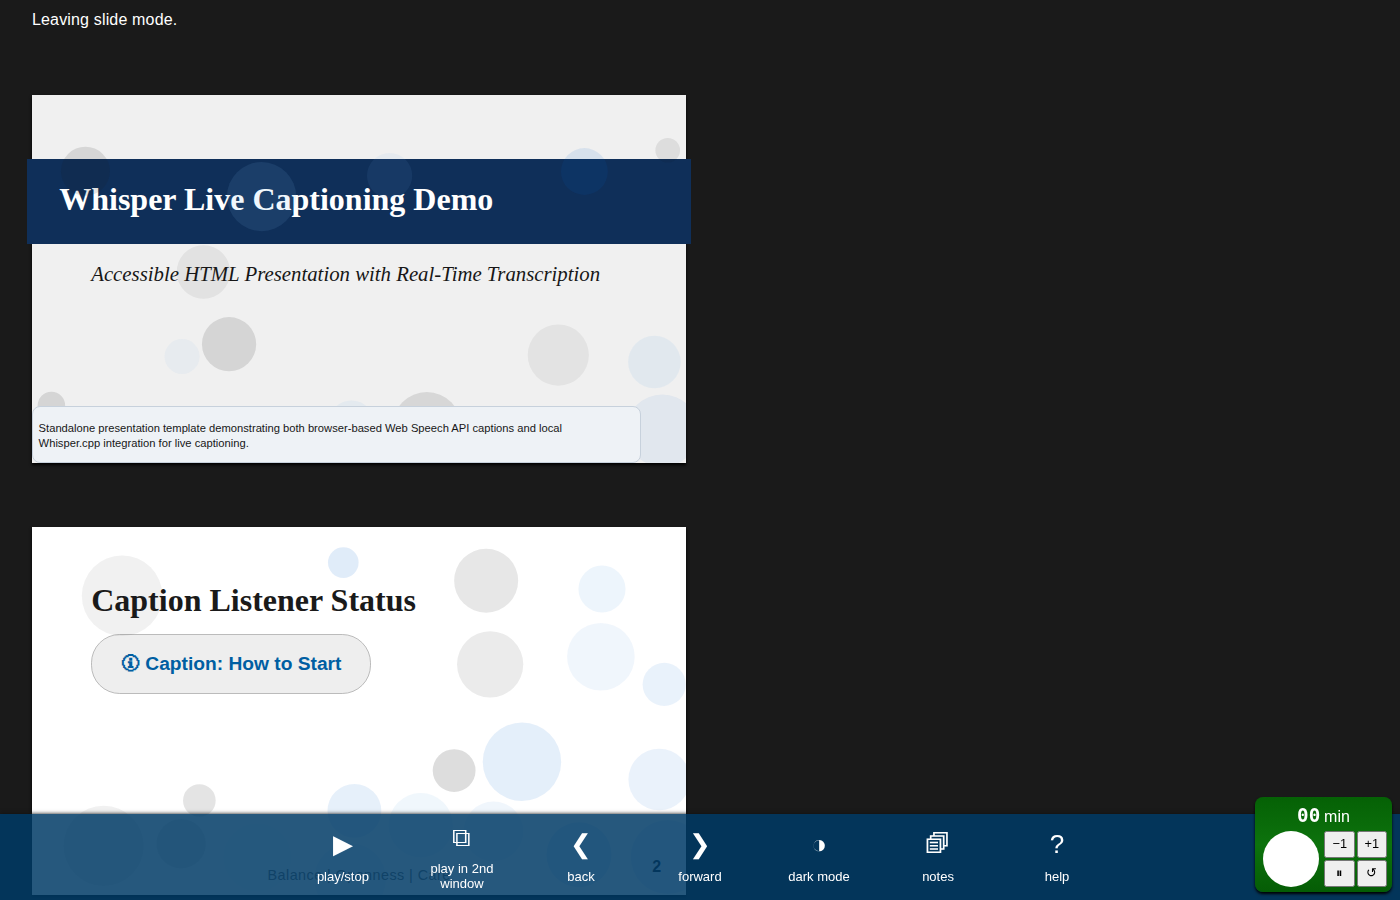 Leaving slide mode.
Whisper Live Captioning Demo
Accessible HTML Presentation with Real-Time Transcription
Standalone presentation template demonstrating both browser-based Web Speech API captions and local
Whisper.cpp integration for live captioning.
Caption Listener Status
🛈 Caption: How to Start
2
▶ play/stop
play in 2nd
window
❮ back
❯ forward
dark mode
notes
? help
00 min
−1 +1
⏸ ↺